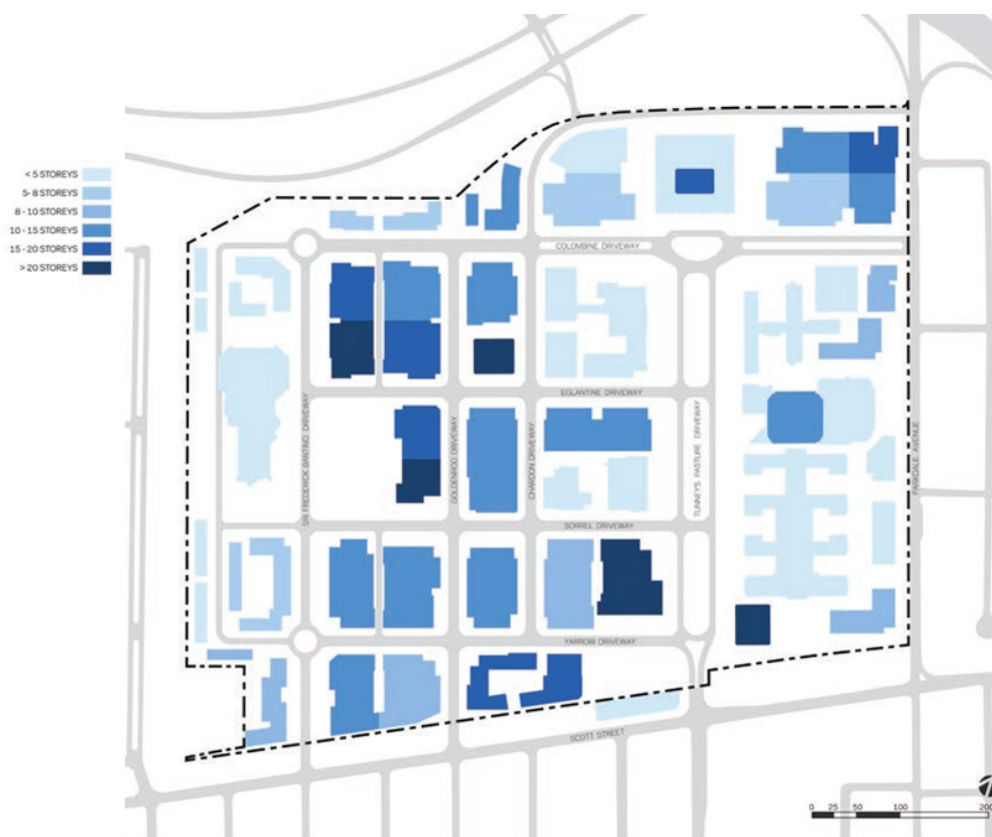 < 5 STOREYS
5- 8 STOREYS
8 - 10 STOREYS
10 - 15 STOREYS
15 - 20 STOREYS
> 20 STOREYS
COLOMBINE DRIVEWAY
EGLANTINE DRIVEWAY
SIR FREDERICK BANTING DRIVEWAY
GOLDENROD DRIVEWAY
CHARDON DRIVEWAY
TUNNEY'S PASTURE DRIVEWAY
PARKDALE AVENUE
SORREL DRIVEWAY
YARROW DRIVEWAY
SCOTT STREET
0 25 50 100 200